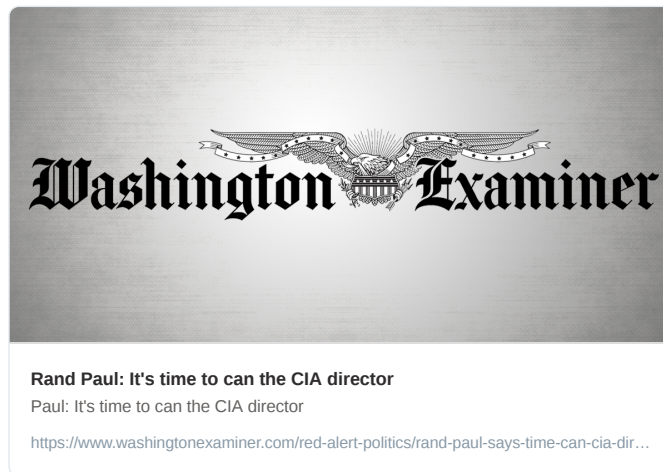 Washington Examiner
Rand Paul: It's time to can the CIA director
Paul: It's time to can the CIA director
https://www.washingtonexaminer.com/red-alert-politics/rand-paul-says-time-can-cia-dir…